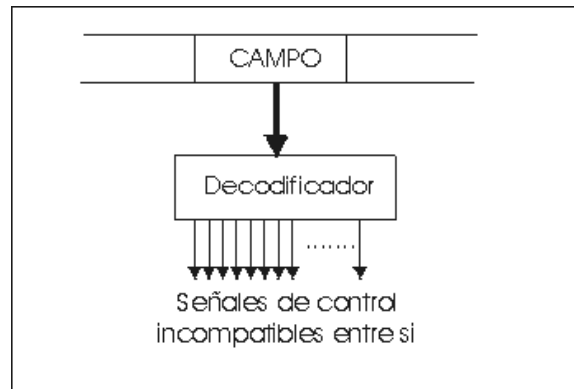 CAMPO
Decodificador
Señales de control
incompatibles entre si